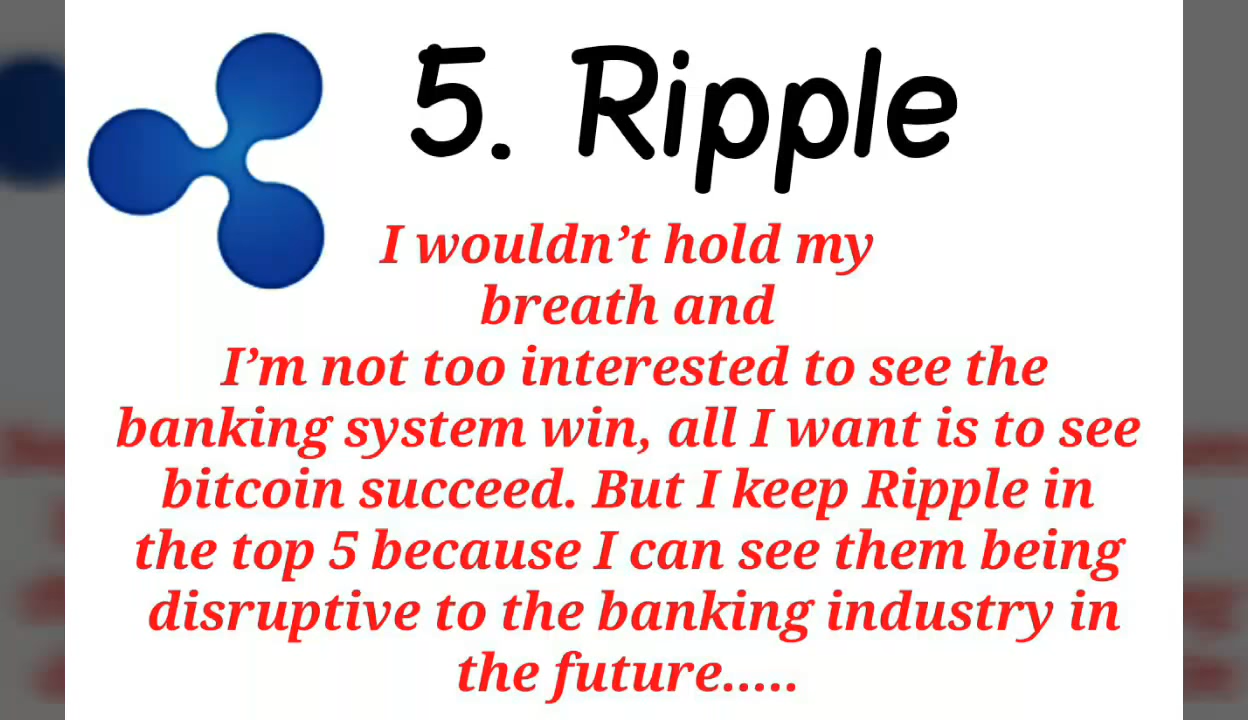 5. Ripple
I wouldn’t hold my
breath and
I’m not too interested to see the
banking system win, all I want is to see
bitcoin succeed. But I keep Ripple in
the top 5 because I can see them being
disruptive to the banking industry in
the future.....